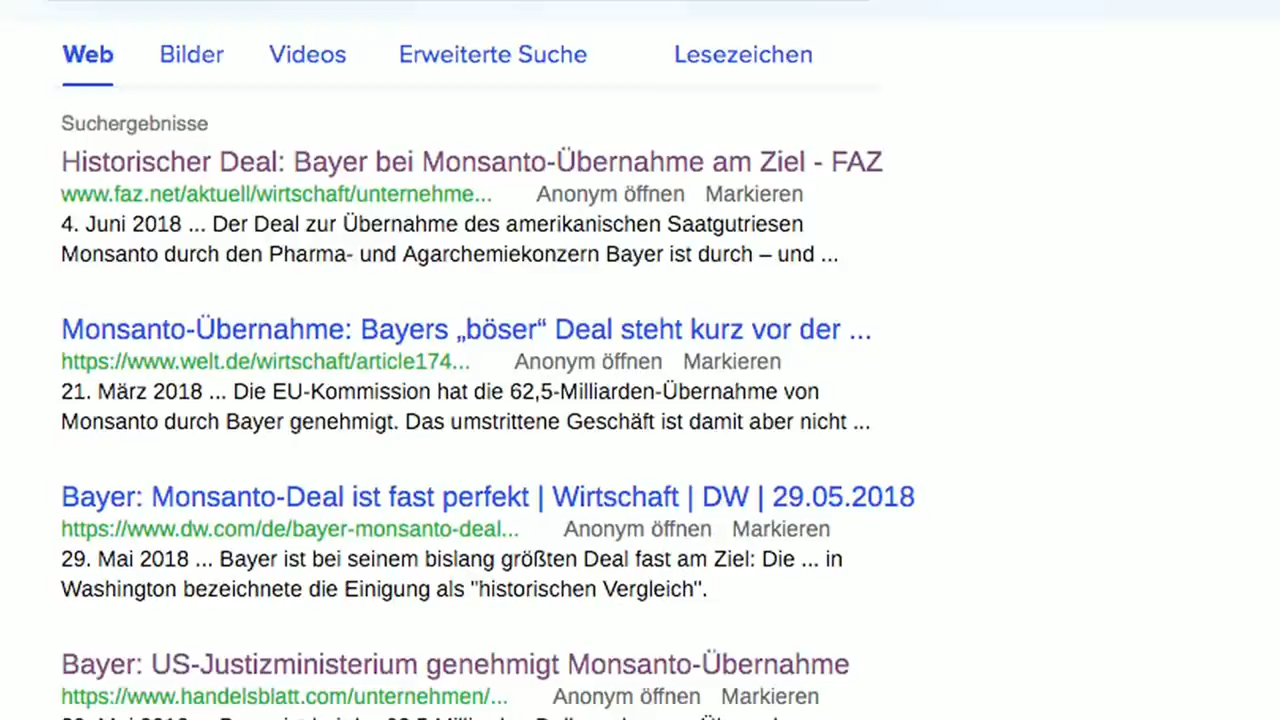 Web Bilder Videos Erweiterte Suche Lesezeichen
Suchergebnisse
Historischer Deal: Bayer bei Monsanto-Übernahme am Ziel - FAZ
www.faz.net/aktuell/wirtschaft/unternehme... Anonym öffnen Markieren
4. Juni 2018 ... Der Deal zur Übernahme des amerikanischen Saatgutriesen
Monsanto durch den Pharma- und Agarchemiekonzern Bayer ist durch – und ...
Monsanto-Übernahme: Bayers „böser“ Deal steht kurz vor der ...
https://www.welt.de/wirtschaft/article174... Anonym öffnen Markieren
21. März 2018 ... Die EU-Kommission hat die 62,5-Milliarden-Übernahme von
Monsanto durch Bayer genehmigt. Das umstrittene Geschäft ist damit aber nicht ...
Bayer: Monsanto-Deal ist fast perfekt | Wirtschaft | DW | 29.05.2018
https://www.dw.com/de/bayer-monsanto-deal... Anonym öffnen Markieren
29. Mai 2018 ... Bayer ist bei seinem bislang größten Deal fast am Ziel: Die ... in
Washington bezeichnete die Einigung als "historischen Vergleich".
Bayer: US-Justizministerium genehmigt Monsanto-Übernahme
https://www.handelsblatt.com/unternehmen/... Anonym öffnen Markieren